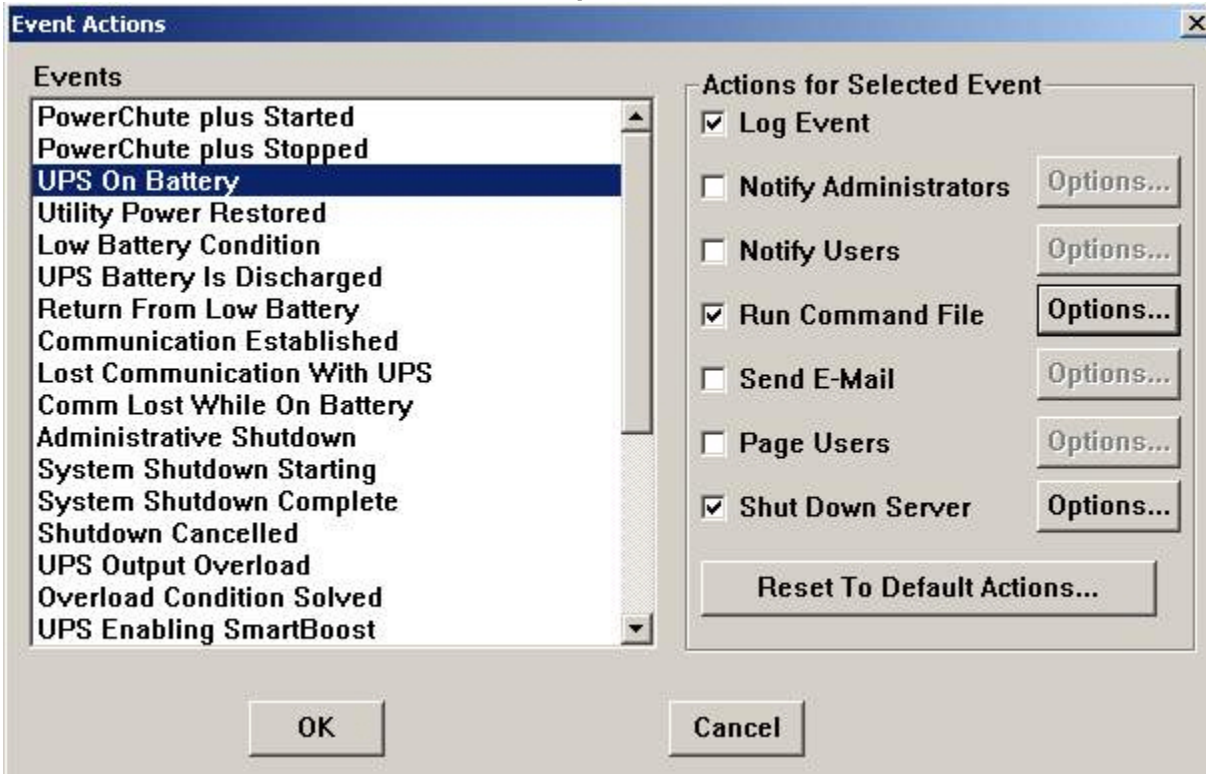 Event Actions
Events
PowerChute plus Started
PowerChute plus Stopped
UPS On Battery
Utility Power Restored
Low Battery Condition
UPS Battery Is Discharged
Return From Low Battery
Communication Established
Lost Communication With UPS
Comm Lost While On Battery
Administrative Shutdown
System Shutdown Starting
System Shutdown Complete
Shutdown Cancelled
UPS Output Overload
Overload Condition Solved
UPS Enabling SmartBoost
Actions for Selected Event
Log Event
Notify Administrators Options...
Notify Users Options...
Run Command File Options...
Send E-Mail Options...
Page Users Options...
Shut Down Server Options...
Reset To Default Actions...
OK Cancel